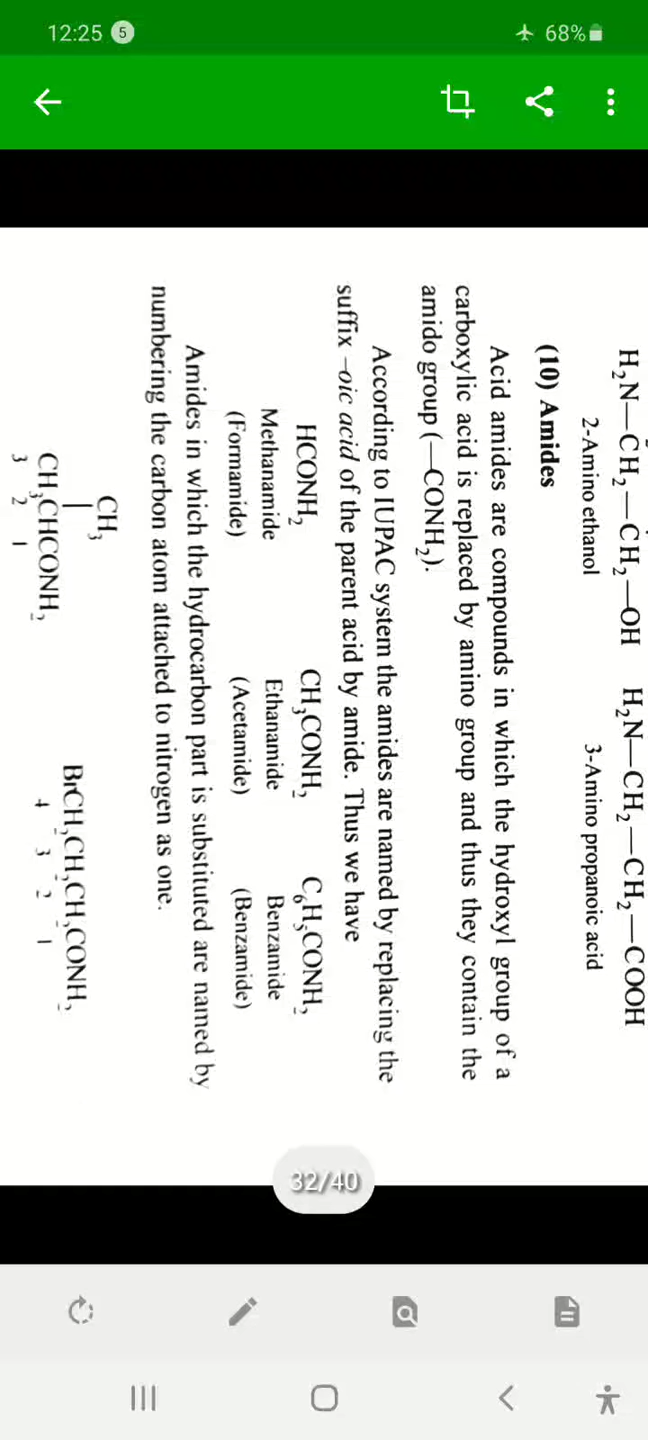 12:25 5 68%
H₂N—CH₂—CH₂—OH H₂N—CH₂—CH₂—COOH
2-Amino ethanol 3-Amino propanoic acid
(10) Amides
Acid amides are compounds in which the hydroxyl group of a
carboxylic acid is replaced by amino group and thus they contain the
amido group (—CONH₂).
According to IUPAC system the amides are named by replacing the
suffix –oic acid of the parent acid by amide. Thus we have
HCONH₂ CH₃CONH₂ C₆H₅CONH₂
Methanamide Ethanamide Benzamide
(Formamide) (Acetamide) (Benzamide)
Amides in which the hydrocarbon part is substituted are named by
numbering the carbon atom attached to nitrogen as one.
CH₃
CH₃CHCONH₂ BrCH₂CH₂CH₂CONH₂
3 2 1 4 3 2 1
32/40